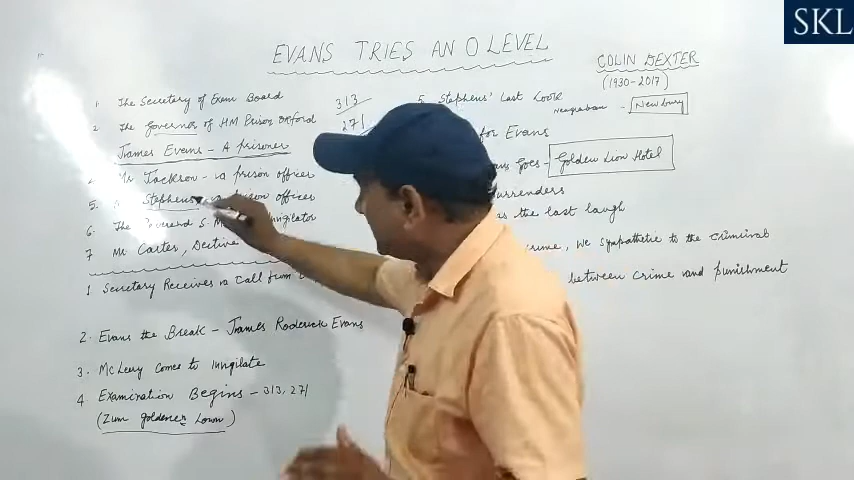 SKL
EVANS TRIES AN O LEVEL
COLIN DEXTER
(1930-2017)
1 The Secretary of Exam Board
2 The Governor of HM Prison Oxford
James Evans - A prisoner
Mr Jackson - a prison officer
5. Stephens a prison officer
6. The Reverend S. Invigilator
7 Mr Carter, Dective
313
271
1 Secretary Receives a Call from
2. Evans the Break - James Roderick Evans
3. McLeery Comes to Invigilate
4 Examination Begins - 313, 271
(Zum goldenen Lowen)
5 Stephens' Last Look
- Newbury
for Evans
Goes - Golden Lion Hotel
urrenders
the last laugh
crime, we sympathetic to the criminal
between crime and punishment